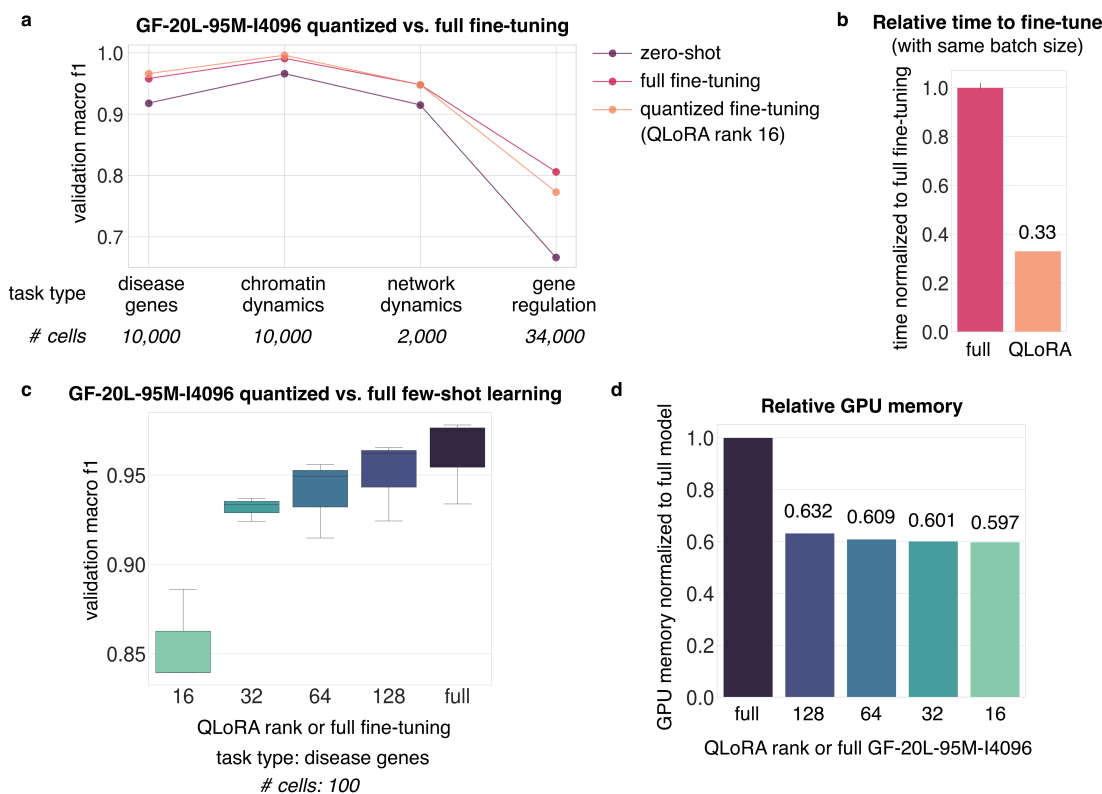 a
GF-20L-95M-I4096 quantized vs. full fine-tuning
validation macro f1
1.0
0.9
0.8
0.7
zero-shot
full fine-tuning
quantized fine-tuning
(QLoRA rank 16)
task type
disease
genes
chromatin
dynamics
network
dynamics
gene
regulation
# cells
10,000
10,000
2,000
34,000
b
Relative time to fine-tune
(with same batch size)
time normalized to full fine-tuning
1.0
0.8
0.6
0.4
0.2
0.0
0.33
full
QLoRA
c
GF-20L-95M-I4096 quantized vs. full few-shot learning
validation macro f1
0.95
0.90
0.85
16
32
64
128
full
QLoRA rank or full fine-tuning
task type: disease genes
# cells: 100
d
Relative GPU memory
GPU memory normalized to full model
1.0
0.8
0.6
0.4
0.2
0.0
0.632
0.609
0.601
0.597
full
128
64
32
16
QLoRA rank or full GF-20L-95M-I4096